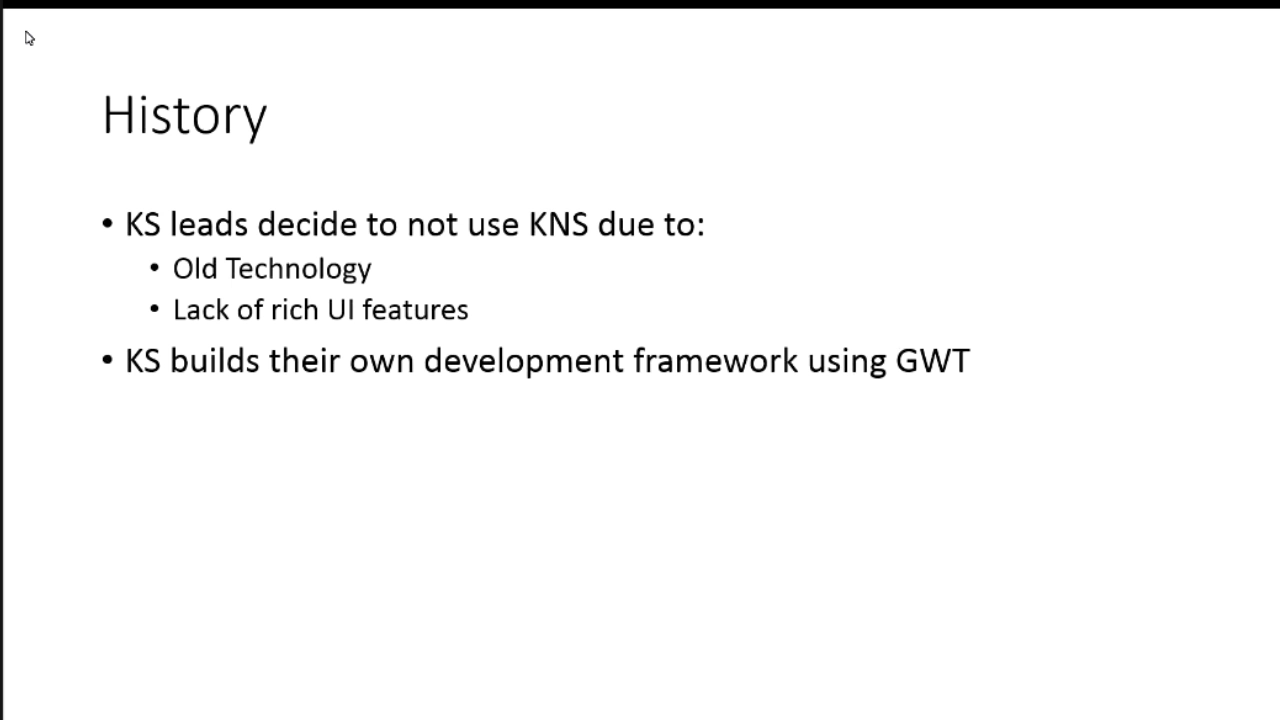 History
• KS leads decide to not use KNS due to:
• Old Technology
• Lack of rich UI features
• KS builds their own development framework using GWT